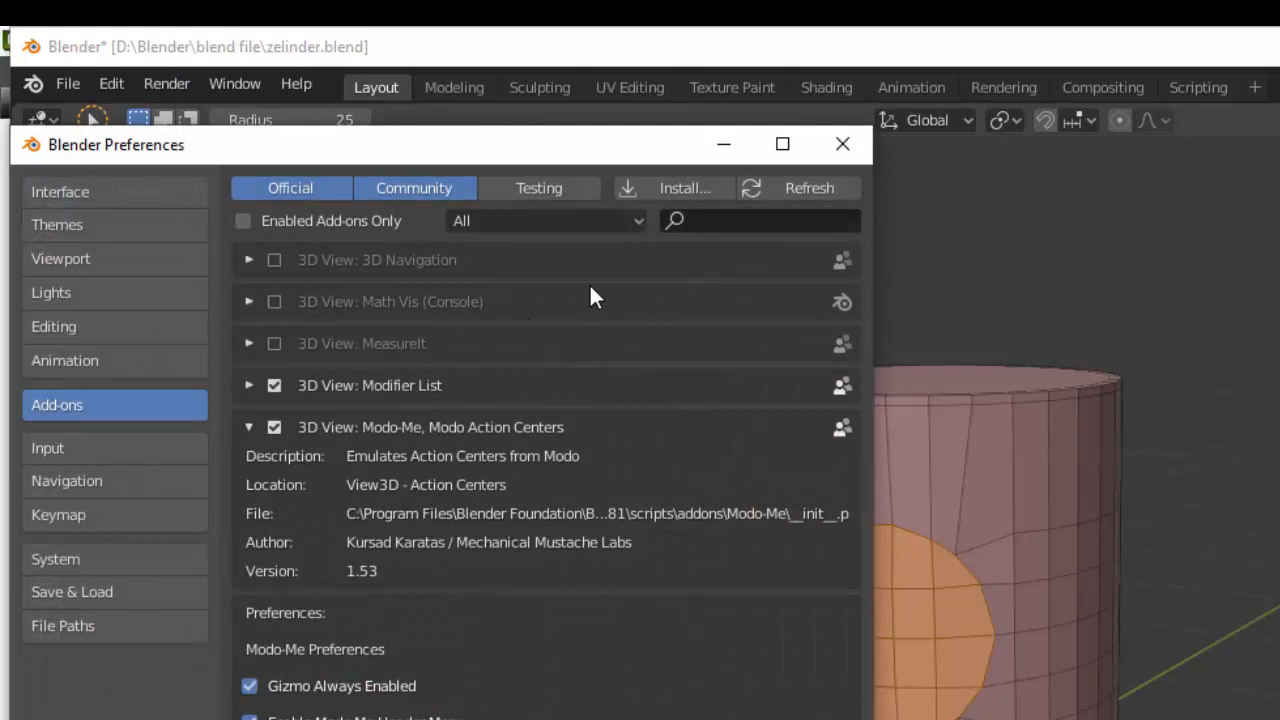 Blender* [D:\Blender\blend file\zelinder.blend]
File Edit Render Window Help Layout Modeling Sculpting UV Editing Texture Paint Shading Animation Rendering Compositing Scripting +
Radius 25 Global
Blender Preferences
Interface
Themes
Viewport
Lights
Editing
Animation
Add-ons
Input
Navigation
Keymap
System
Save & Load
File Paths
Official Community Testing Install... Refresh
Enabled Add-ons Only All
3D View: 3D Navigation
3D View: Math Vis (Console)
3D View: MeasureIt
3D View: Modifier List
3D View: Modo-Me, Modo Action Centers
Description: Emulates Action Centers from Modo
Location: View3D - Action Centers
File: C:\Program Files\Blender Foundation\B...81\scripts\addons\Modo-Me\__init__.p
Author: Kursad Karatas / Mechanical Mustache Labs
Version: 1.53
Preferences:
Modo-Me Preferences
Gizmo Always Enabled